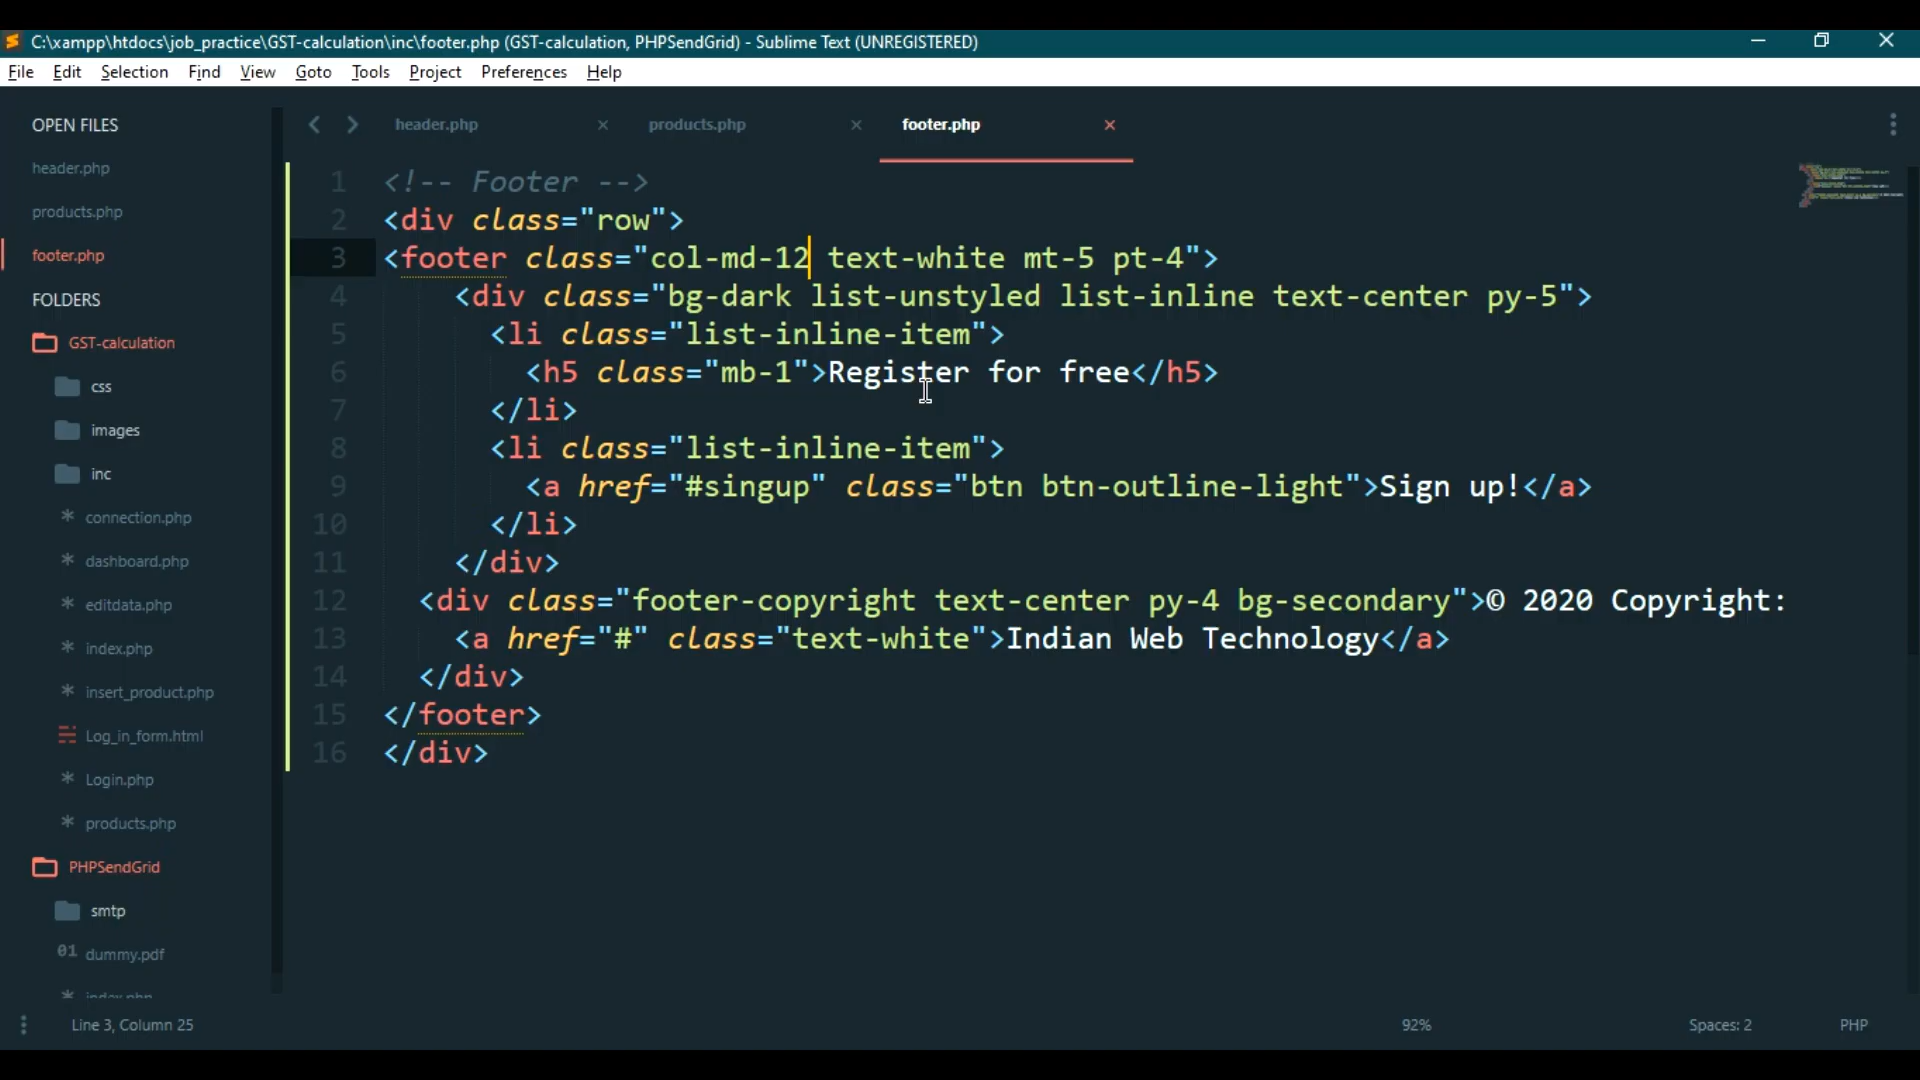 C:\xampp\htdocs\job_practice\GST-calculation\inc\footer.php (GST-calculation, PHPSendGrid) - Sublime Text (UNREGISTERED)
File Edit Selection Find View Goto Tools Project Preferences Help
OPEN FILES
header.php
products.php
footer.php
FOLDERS
GST-calculation
css
images
inc
connection.php
dashboard.php
editdata.php
index.php
insert_product.php
Log_in_form.html
Login.php
products.php
PHPSendGrid
smtp
01 dummy.pdf
index.php
header.php products.php footer.php
1 <!-- Footer -->
2 <div class="row">
3 <footer class="col-md-12 text-white mt-5 pt-4">
4 <div class="bg-dark list-unstyled list-inline text-center py-5">
5 <li class="list-inline-item">
6 <h5 class="mb-1">Register for free</h5>
7 </li>
8 <li class="list-inline-item">
9 <a href="#singup" class="btn btn-outline-light">Sign up!</a>
10 </li>
11 </div>
12 <div class="footer-copyright text-center py-4 bg-secondary">© 2020 Copyright:
13 <a href="#" class="text-white">Indian Web Technology</a>
14 </div>
15 </footer>
16 </div>
Line 3, Column 25 92% Spaces: 2 PHP